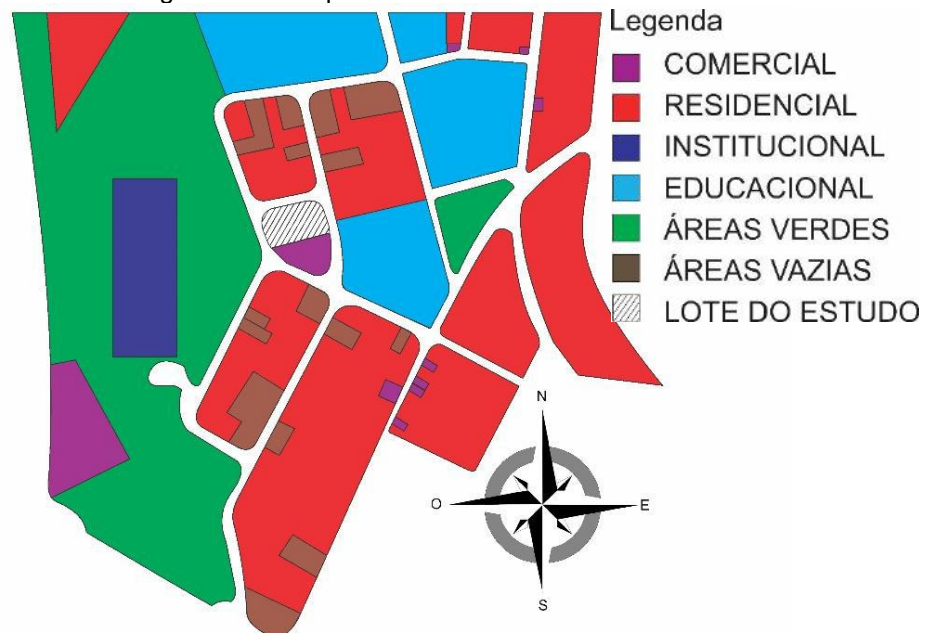 Legenda
COMERCIAL
RESIDENCIAL
INSTITUCIONAL
EDUCACIONAL
ÁREAS VERDES
ÁREAS VAZIAS
LOTE DO ESTUDO
N
O
E
S